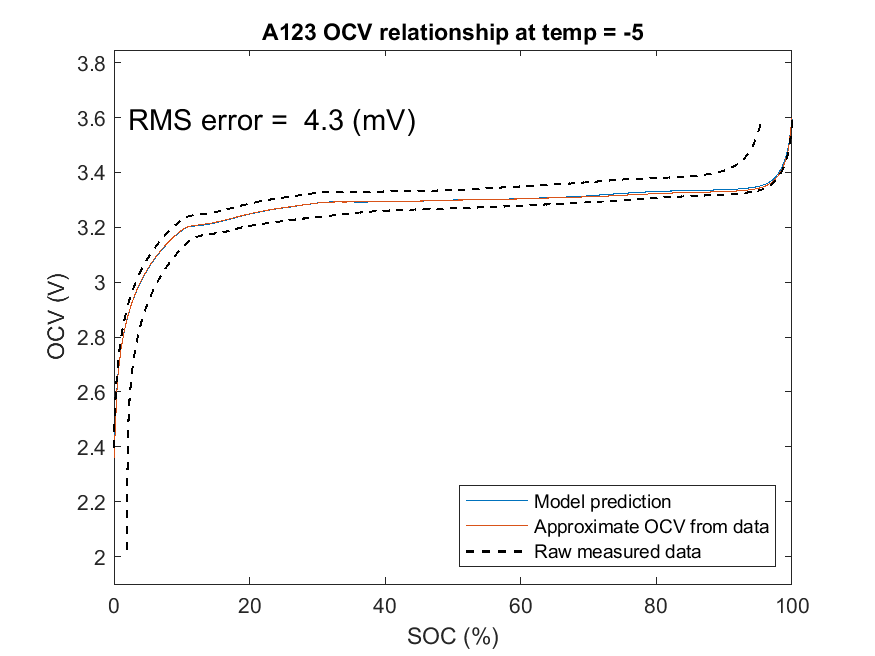 A123 OCV relationship at temp = -5
RMS error = 4.3 (mV)
OCV (V)
3.8
3.6
3.4
3.2
3
2.8
2.6
2.4
2.2
2
Model prediction
Approximate OCV from data
Raw measured data
0 20 40 60 80 100
SOC (%)